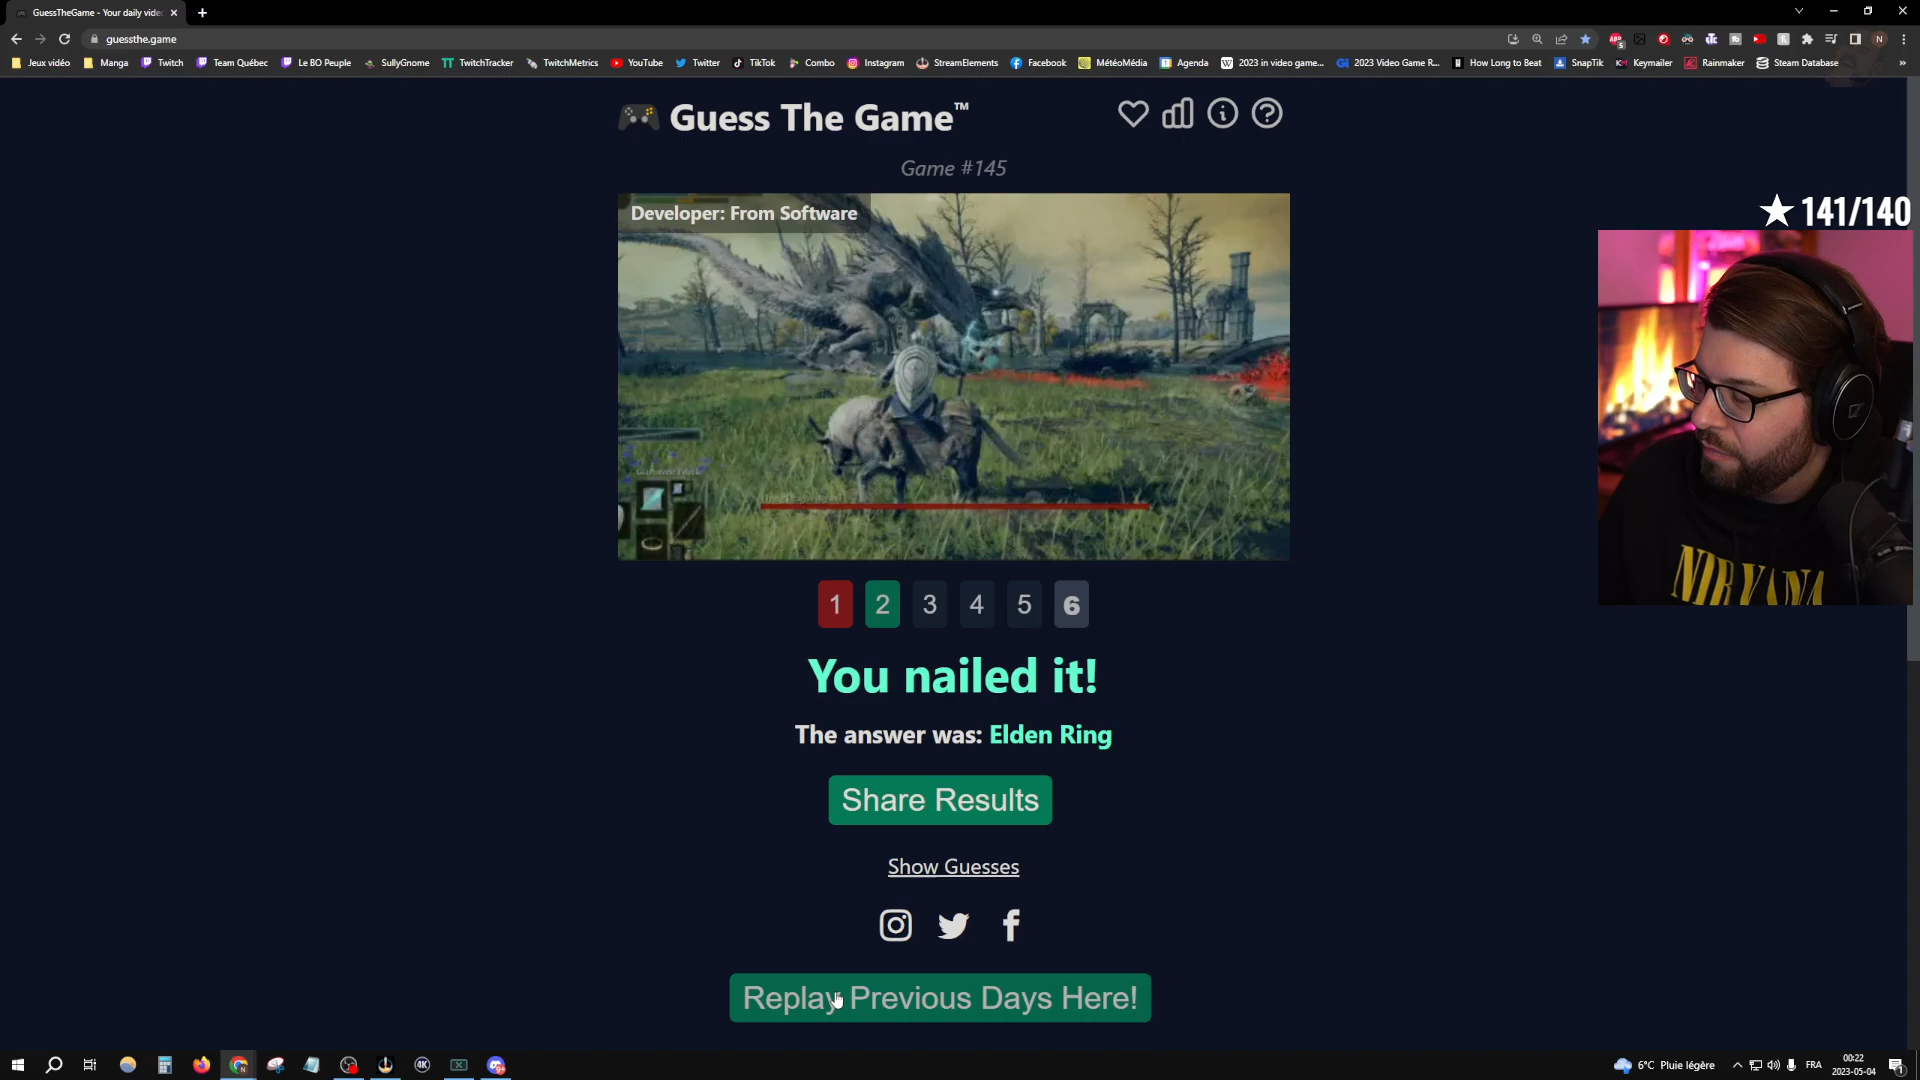 GuessTheGame - Your daily vide
guessthe.game
Jeux vidéo Manga Twitch Team Québec Le BO Peuple SullyGnome TwitchTracker TwitchMetrics YouTube Twitter TikTok Combo Instagram StreamElements Facebook MétéoMédia Agenda 2023 in video game... 2023 Video Game R... How Long to Beat SnapTik Keymailer Rainmaker Steam Database
Guess The Game™
Game #145
Developer: From Software
141/140
NIRVANA
1 2 3 4 5 6
You nailed it!
The answer was: Elden Ring
Share Results
Show Guesses
Replay Previous Days Here!
6°C Pluie légère FRA 00:22
2023-05-04